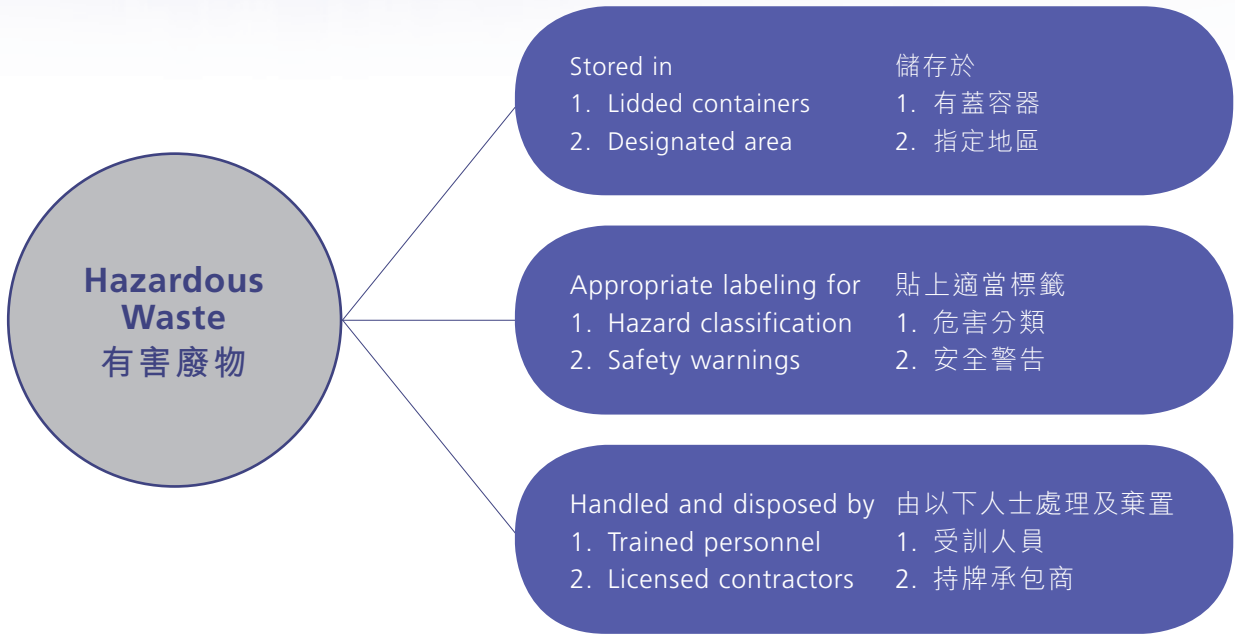 Hazardous
Waste
有害廢物
Stored in
1. Lidded containers
2. Designated area
儲存於
1. 有蓋容器
2. 指定地區
Appropriate labeling for
1. Hazard classification
2. Safety warnings
貼上適當標籤
1. 危害分類
2. 安全警告
Handled and disposed by
1. Trained personnel
2. Licensed contractors
由以下人士處理及棄置
1. 受訓人員
2. 持牌承包商